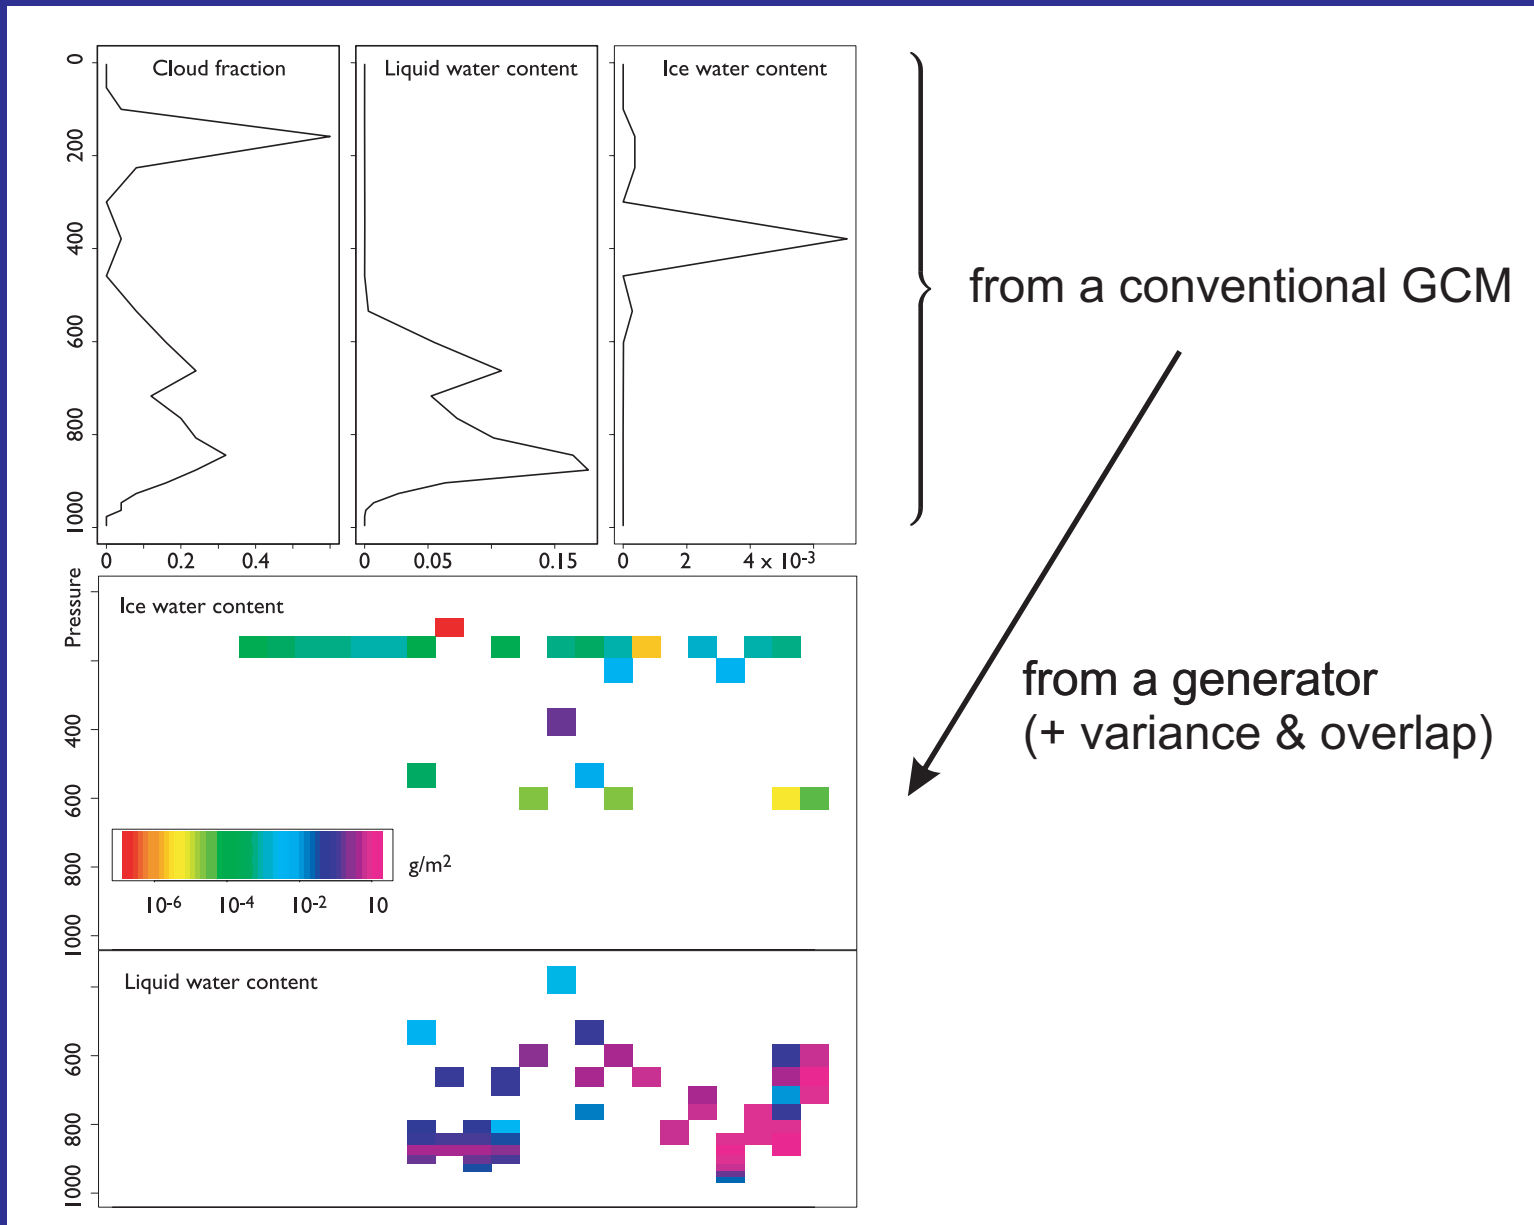 Cloud fraction
Liquid water content
Ice water content
0
200
400
600
800
1000
0 0.2 0.4
0 0.05 0.15
0 2 4 x 10-3
from a conventional GCM
Pressure
Ice water content
400
600
800
1000
g/m2
10-6 10-4 10-2 10
from a generator
(+ variance & overlap)
Liquid water content
600
800
1000